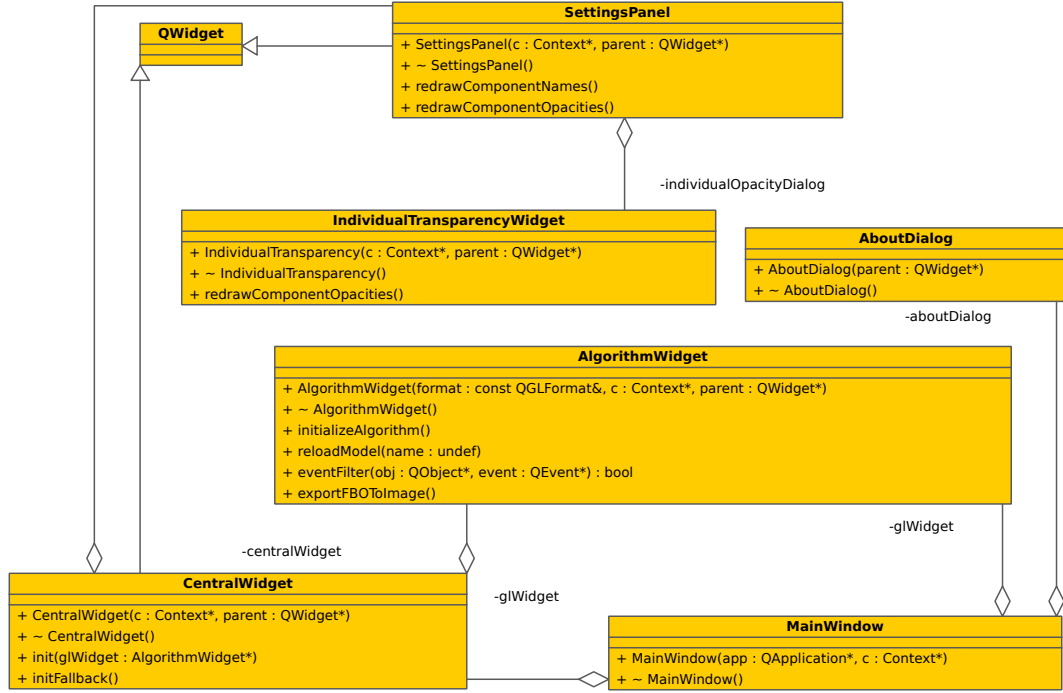 SettingsPanel
+ SettingsPanel(c : Context*, parent : QWidget*)
+ ~ SettingsPanel()
+ redrawComponentNames()
+ redrawComponentOpacities()
QWidget
-individualOpacityDialog
IndividualTransparencyWidget
+ IndividualTransparency(c : Context*, parent : QWidget*)
+ ~ IndividualTransparency()
+ redrawComponentOpacities()
AboutDialog
+ AboutDialog(parent : QWidget*)
+ ~ AboutDialog()
-aboutDialog
AlgorithmWidget
+ AlgorithmWidget(format : const QGLFormat&, c : Context*, parent : QWidget*)
+ ~ AlgorithmWidget()
+ initializeAlgorithm()
+ reloadModel(name : undef)
+ eventFilter(obj : QObject*, event : QEvent*) : bool
+ exportFBOToImage()
-glWidget
-centralWidget
CentralWidget
+ CentralWidget(c : Context*, parent : QWidget*)
+ ~ CentralWidget()
+ init(glWidget : AlgorithmWidget*)
+ initFallback()
-glWidget
MainWindow
+ MainWindow(app : QApplication*, c : Context*)
+ ~ MainWindow()